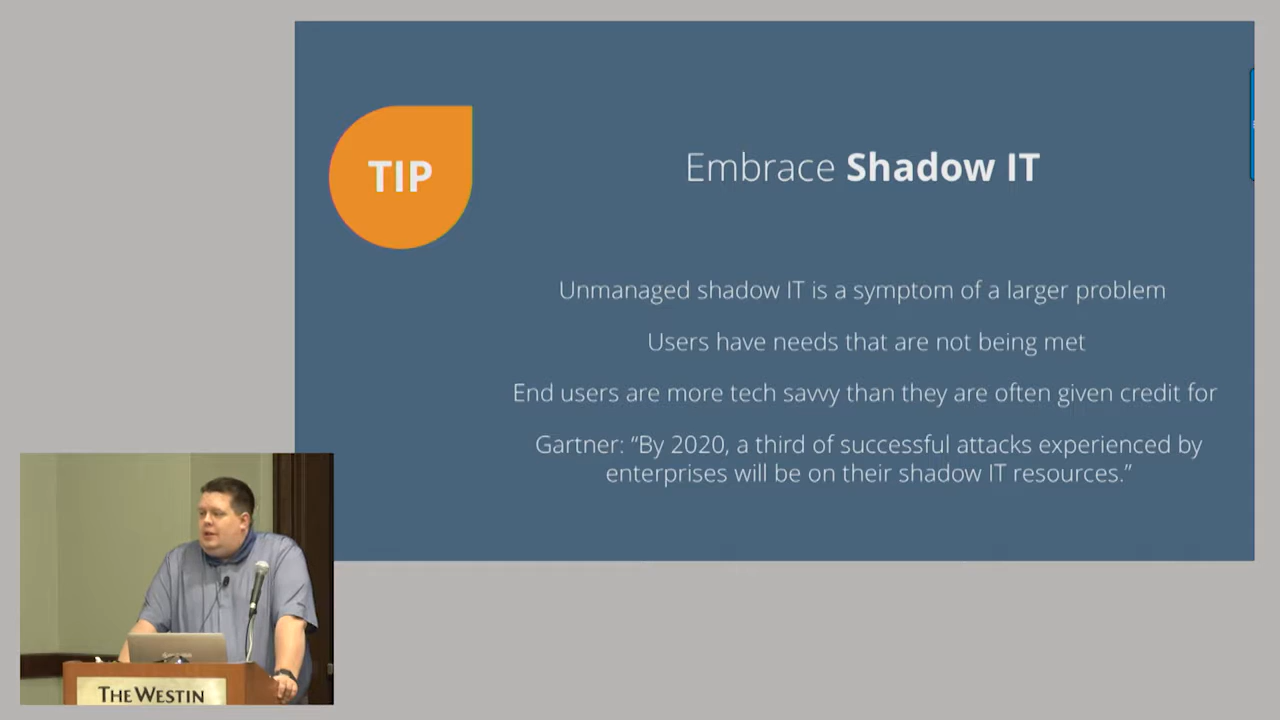 TIP
Embrace Shadow IT
Unmanaged shadow IT is a symptom of a larger problem
Users have needs that are not being met
End users are more tech savvy than they are often given credit for
Gartner: “By 2020, a third of successful attacks experienced by
enterprises will be on their shadow IT resources.”
THE WESTIN